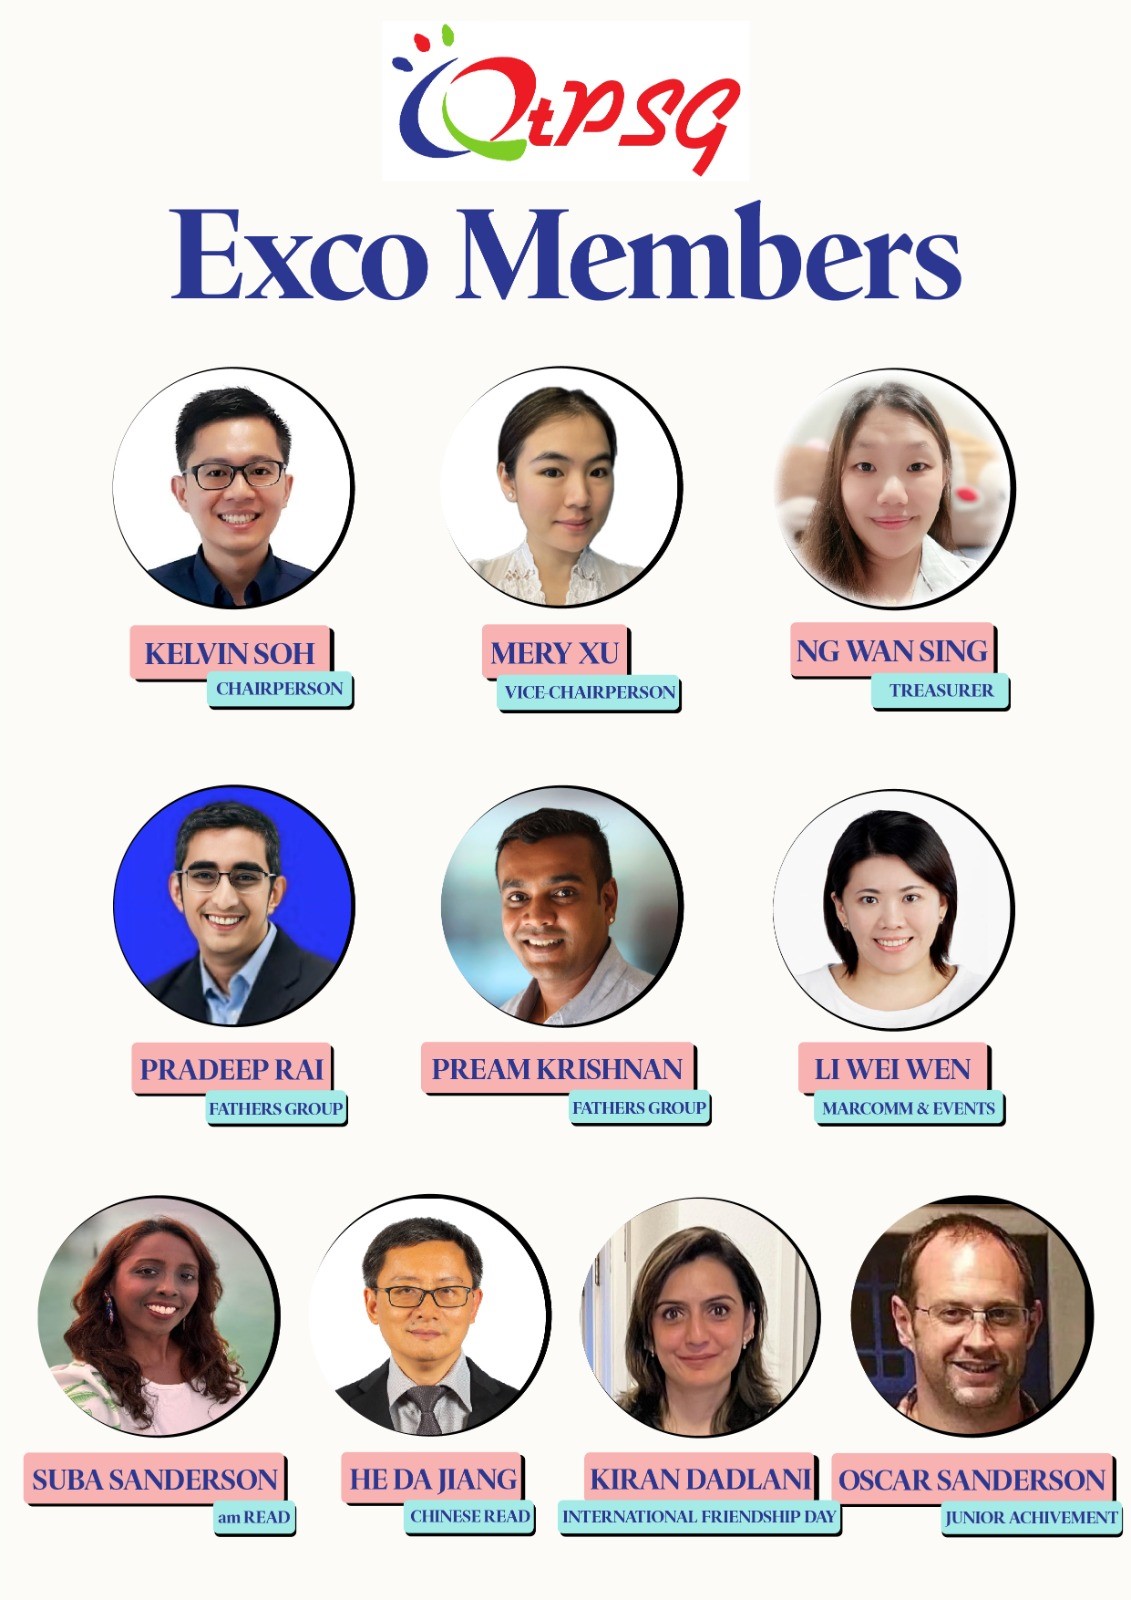 QtPSG
Exco Members
KELVIN SOH
CHAIRPERSON
MERY XU
VICE-CHAIRPERSON
NG WAN SING
TREASURER
PRADEEP RAI
FATHERS GROUP
PREAM KRISHNAN
FATHERS GROUP
LI WEI WEN
MARCOMM & EVENTS
SUBA SANDERSON
am READ
HE DA JIANG
CHINESE READ
KIRAN DADLANI
INTERNATIONAL FRIENDSHIP DAY
OSCAR SANDERSON
JUNIOR ACHIVEMENT